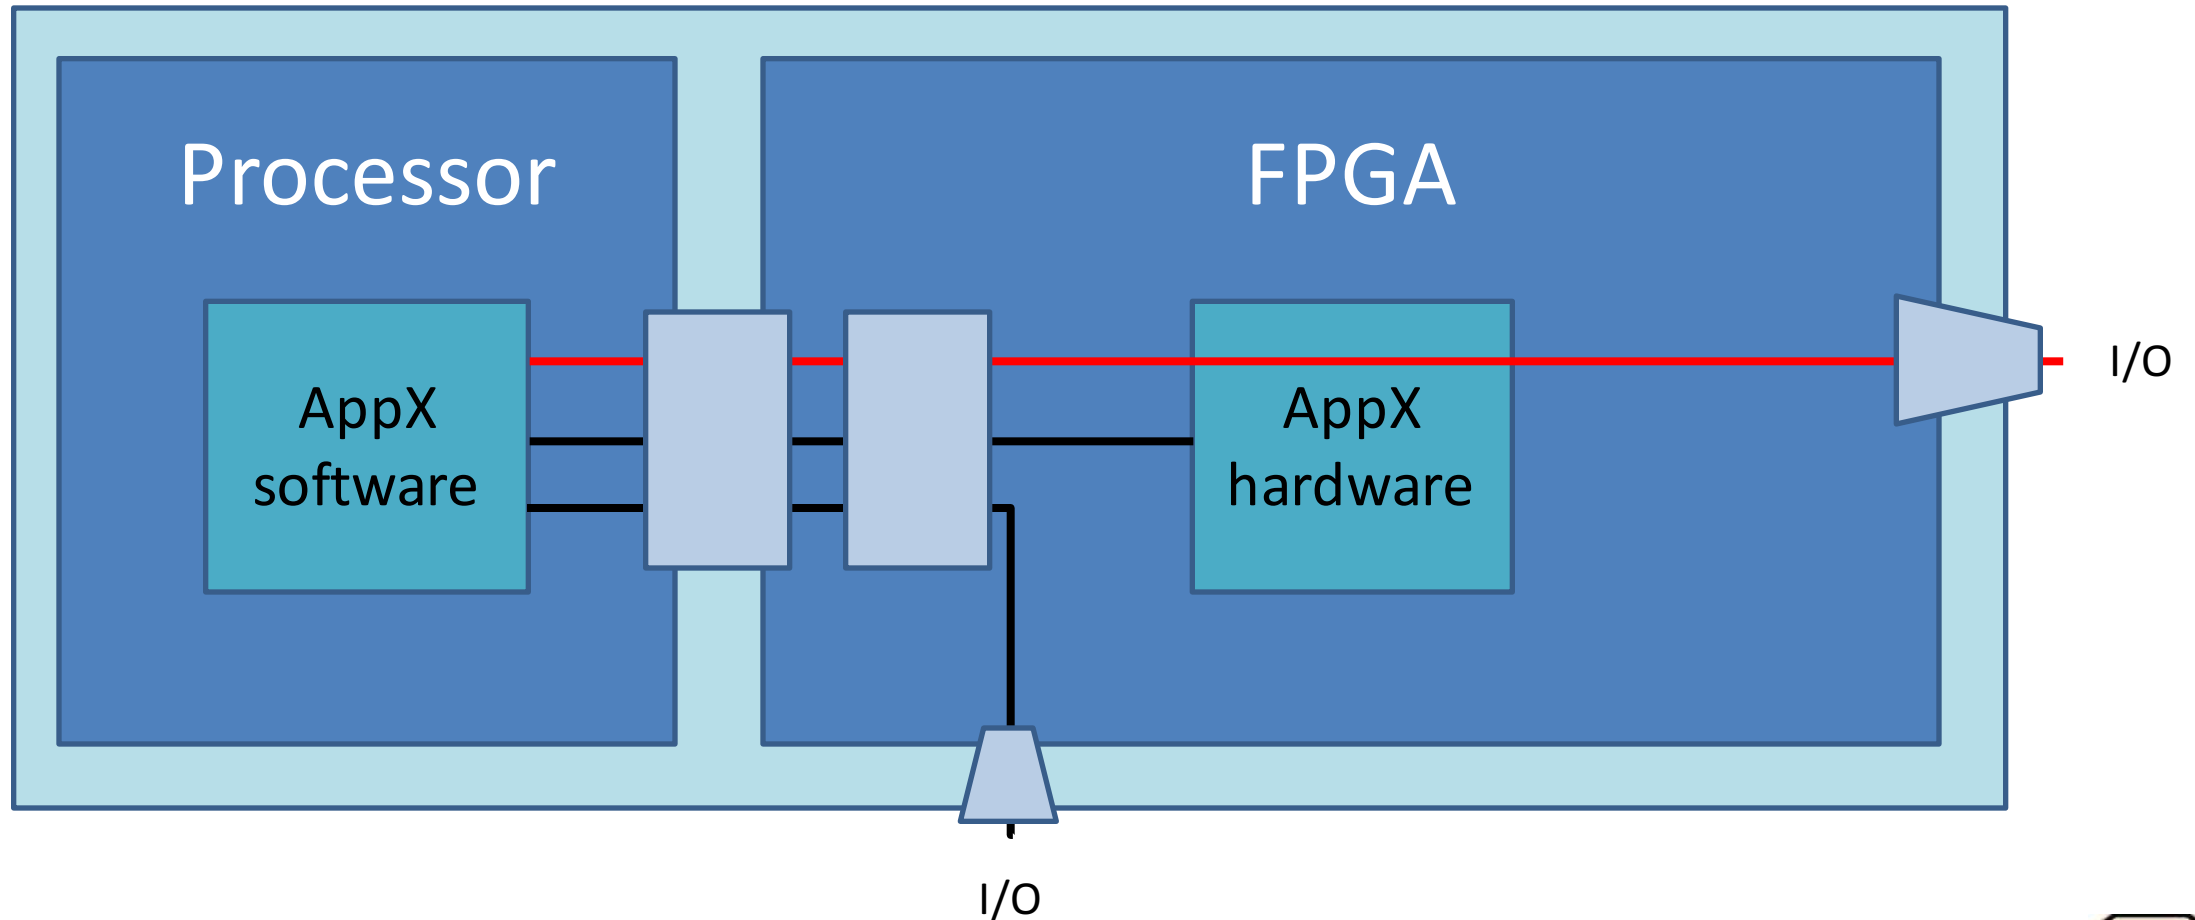 Processor
FPGA
AppX
software
AppX
hardware
I/O
I/O